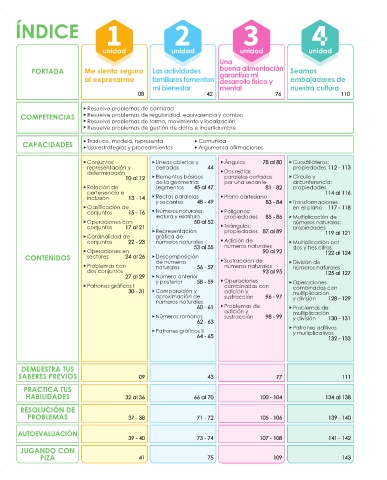 ÍNDICE
1
unidad
2
unidad
3
unidad
4
unidad
PORTADA
Me siento seguro
al expresarme
08
Las actividades
familiares fomentan
mi bienestar
42
Una
buena alimentación
garantiza mi
desarrollo físico y
mental
76
Seamos
embajadores de
nuestra cultura
110
COMPETENCIAS
Resuelve problemas de cantidad
Resuelve problemas de regularidad, equivalencia y cambio
Resuelve problemas de forma, movimiento y localización
Resuelve problemas de gestión de datos e incertidumbre
CAPACIDADES
Traduce, modela, representa
Usa estrategias y procedimientos
Comunica
Argumenta afirmaciones
CONTENIDOS
Conjuntos:
representación y
determinación
10 al 12
Relación de
pertenencia e
inclusión 13 - 14
Clasificación de
conjuntos 15 - 16
Operaciones con
conjuntos 17 al 21
Cardinalidad de
conjuntos 22 - 23
Operaciones en
sectores 24 al 26
Problemas con
dos conjuntos
27 al 29
Patrones gráficos I
30 - 31
Líneas abiertas y
cerradas 44
Elementos básicos
de la geometría:
segmentos 45 al 47
Rectas paralelas
y secantes 48 - 49
Números naturales:
lectura y escritura
50 al 52
Representación
gráfica de
números naturales
53 al 55
Descomposición
de números
naturales 56 - 57
Número anterior
y posterior 58 - 59
Comparación y
aproximación de
números naturales
60 - 61
Números romanos
62 - 63
Patrones gráficos II
64 - 65
Ángulos 78 al 80
Dos rectas
paralelas cortadas
por una secante
81 - 82
Plano cartesiano
83 - 84
Polígonos:
propiedades 85 - 86
Triángulos:
propiedades 87 al 89
Adición de
números naturales
90 al 92
Sustracción de
números naturales
93 al 95
Operaciones
combinadas con
adición y
sustracción 96 - 97
Problemas de
adición y
sustracción 98 - 99
Cuadriláteros:
propiedades 112 - 113
Círculo y
circunferencia:
propiedades
114 al 116
Transformaciones
en el plano 117 - 118
Multiplicación de
números naturales:
propiedades
119 al 121
Multiplicación por
dos y tres cifras
122 al 124
División de
números naturales
125 al 127
Operaciones
combinadas con
multiplicación
y división 128 - 129
Problemas de
multiplicación
y división 130 - 131
Patrones aditivos
y multiplicativos
132 - 133
DEMUESTRA TUS
SABERES PREVIOS
09
43
77
111
PRACTICA TUS
HABILIDADES
32 al 36
66 al 70
100 - 104
134 al 138
RESOLUCIÓN DE
PROBLEMAS
37 - 38
71 - 72
105 - 106
139 - 140
AUTOEVALUACIÓN
39 - 40
73 - 74
107 - 108
141 - 142
JUGANDO CON
PIZA
41
75
109
143